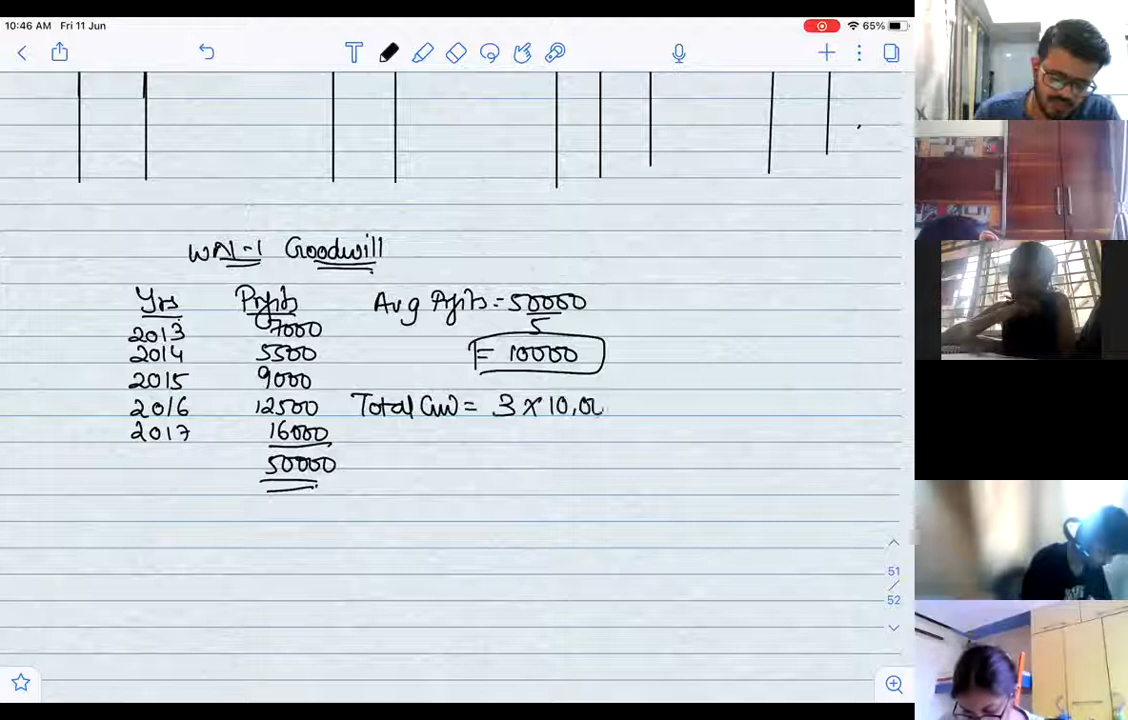 10:46 AM Fri 11 Jun
65%
T
WN-1 Goodwill
Yrs Profits
2013 7000
2014 5500
2015 9000
2016 12500
2017 16000
50000
Avg Profits = 50000
5
= 10000
Total GW = 3 × 10,00
51
/
52